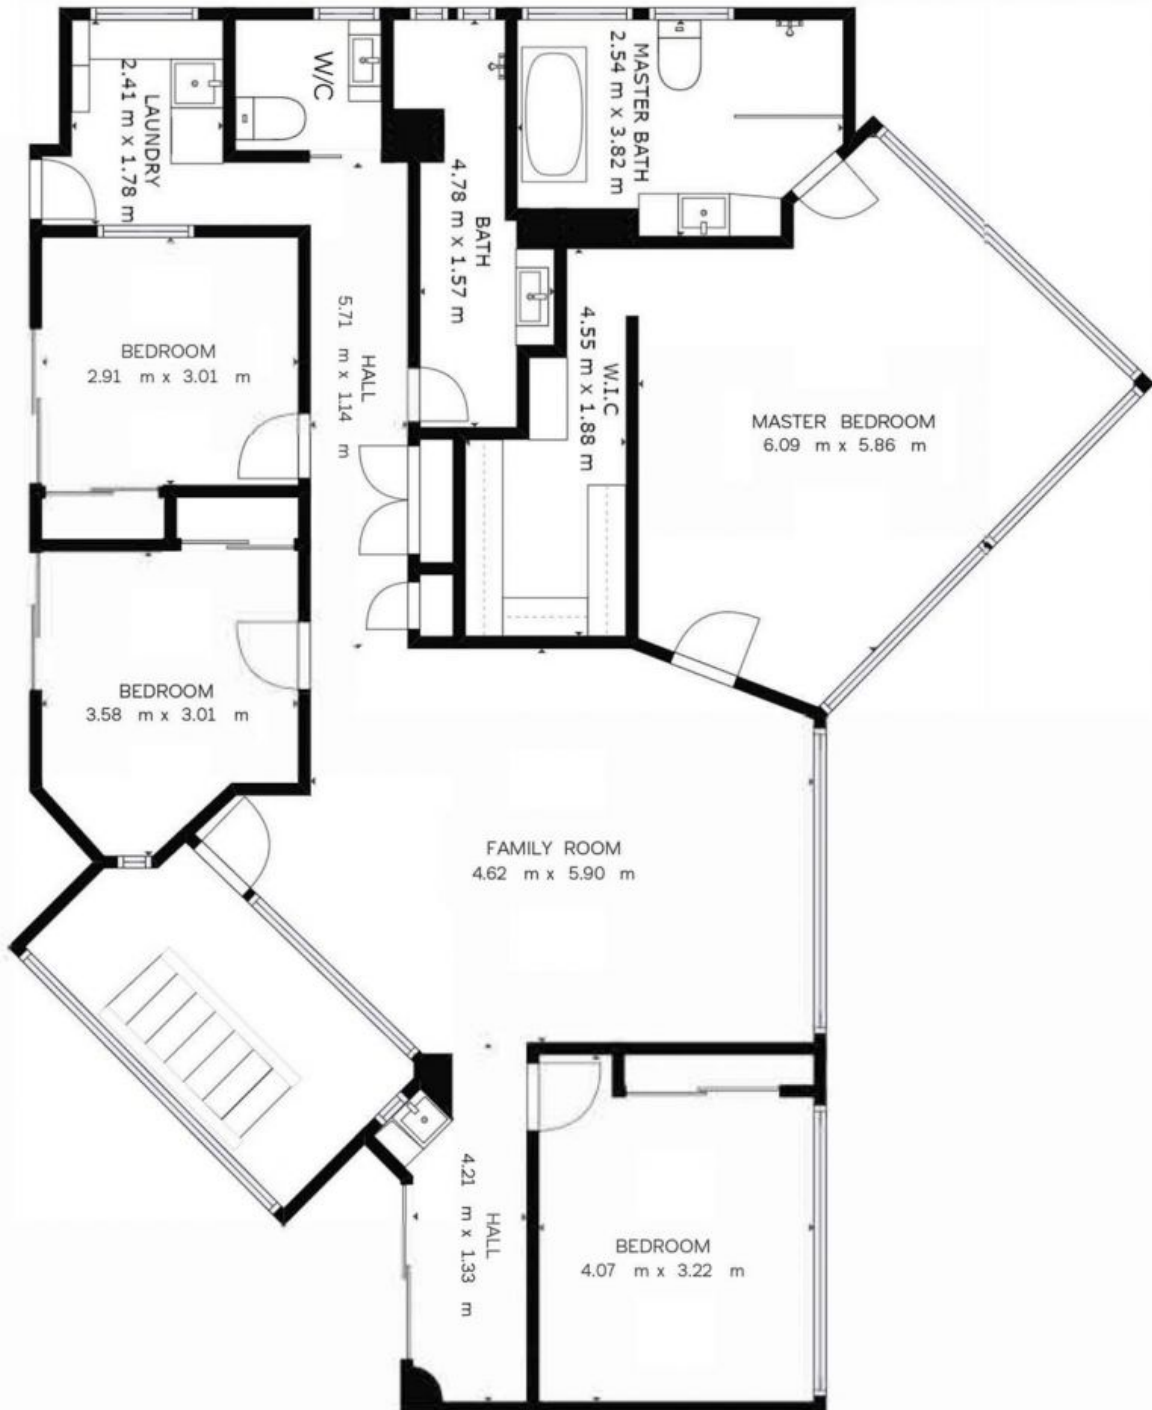 LAUNDRY
2.41 m x 1.78 m
W/C
MASTER BATH
2.54 m x 3.82 m
BATH
4.78 m x 1.57 m
BEDROOM
2.91 m x 3.01 m
HALL
5.71 m x 1.14 m
W.I.C
4.55 m x 1.88 m
MASTER BEDROOM
6.09 m x 5.86 m
BEDROOM
3.58 m x 3.01 m
FAMILY ROOM
4.62 m x 5.90 m
HALL
4.21 m x 1.33 m
BEDROOM
4.07 m x 3.22 m